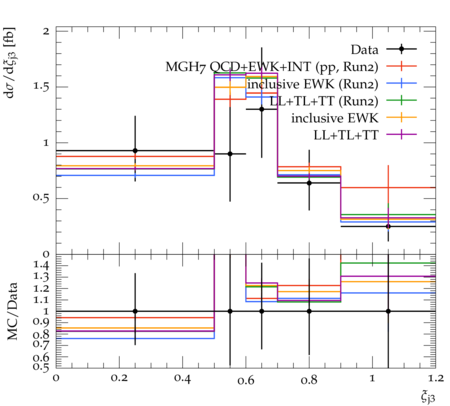 dσ/dξj3 [fb]
2
1.5
1
0.5
0
Data
MGH7 QCD+EWK+INT (pp, Run2)
inclusive EWK (Run2)
LL+TL+TT (Run2)
inclusive EWK
LL+TL+TT
MC/Data
1.4
1.3
1.2
1.1
1
0.9
0.8
0.7
0.6
0.5
0 0.2 0.4 0.6 0.8 1 1.2
ξj3